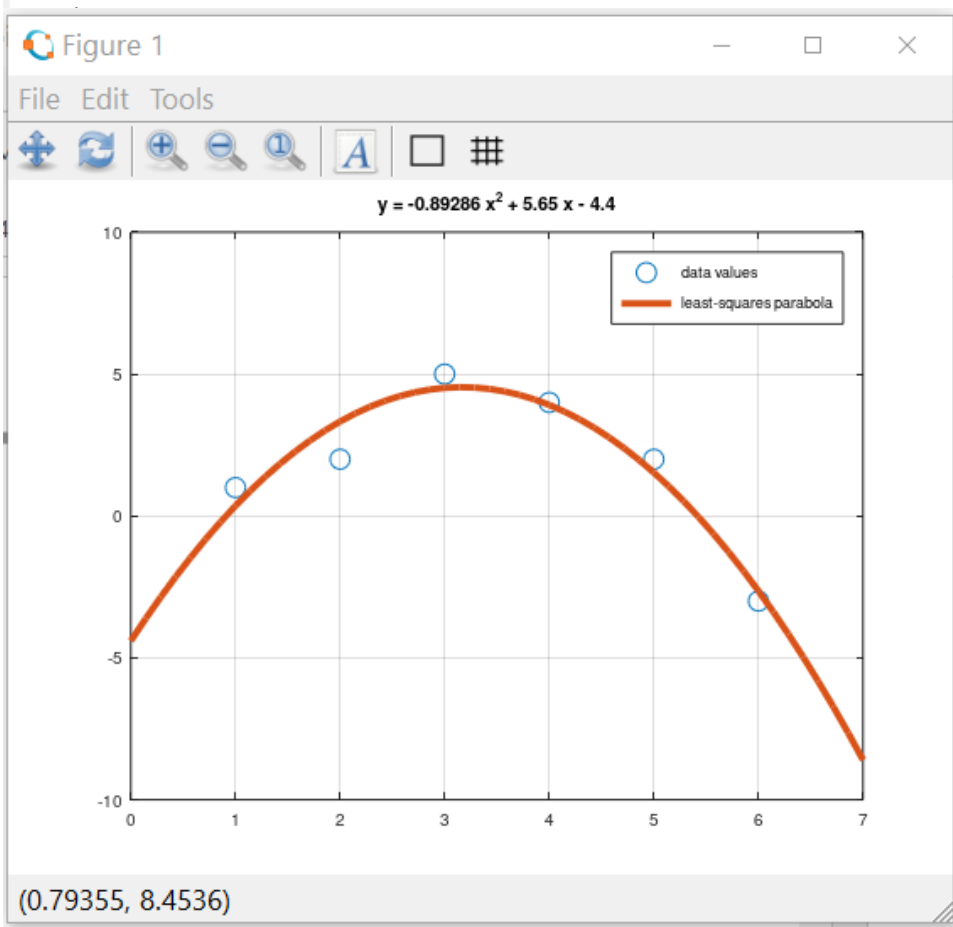 Figure 1
File Edit Tools
A
y = -0.89286 x² + 5.65 x - 4.4
10
data values
least-squares parabola
5
0
-5
-10
0 1 2 3 4 5 6 7
(0.79355, 8.4536)